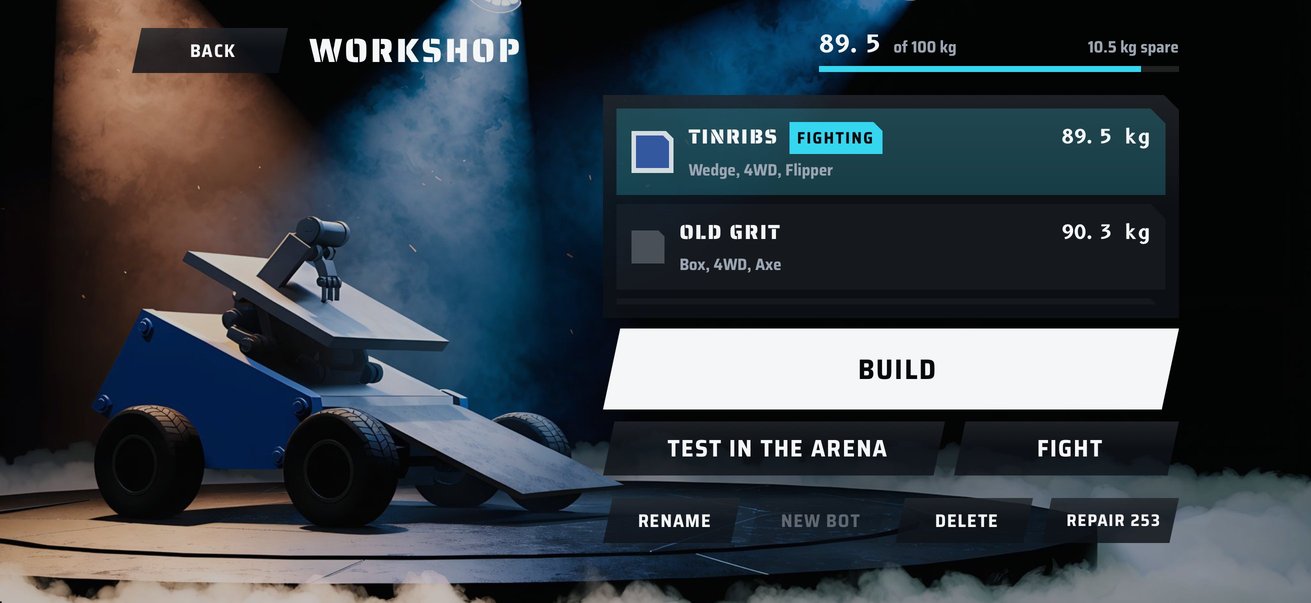 BACK
WORKSHOP
89. 5 of 100 kg
10.5 kg spare
TINRIBS FIGHTING 89. 5 kg
Wedge, 4WD, Flipper
OLD GRIT 90. 3 kg
Box, 4WD, Axe
BUILD
TEST IN THE ARENA
FIGHT
RENAME
NEW BOT
DELETE
REPAIR 253